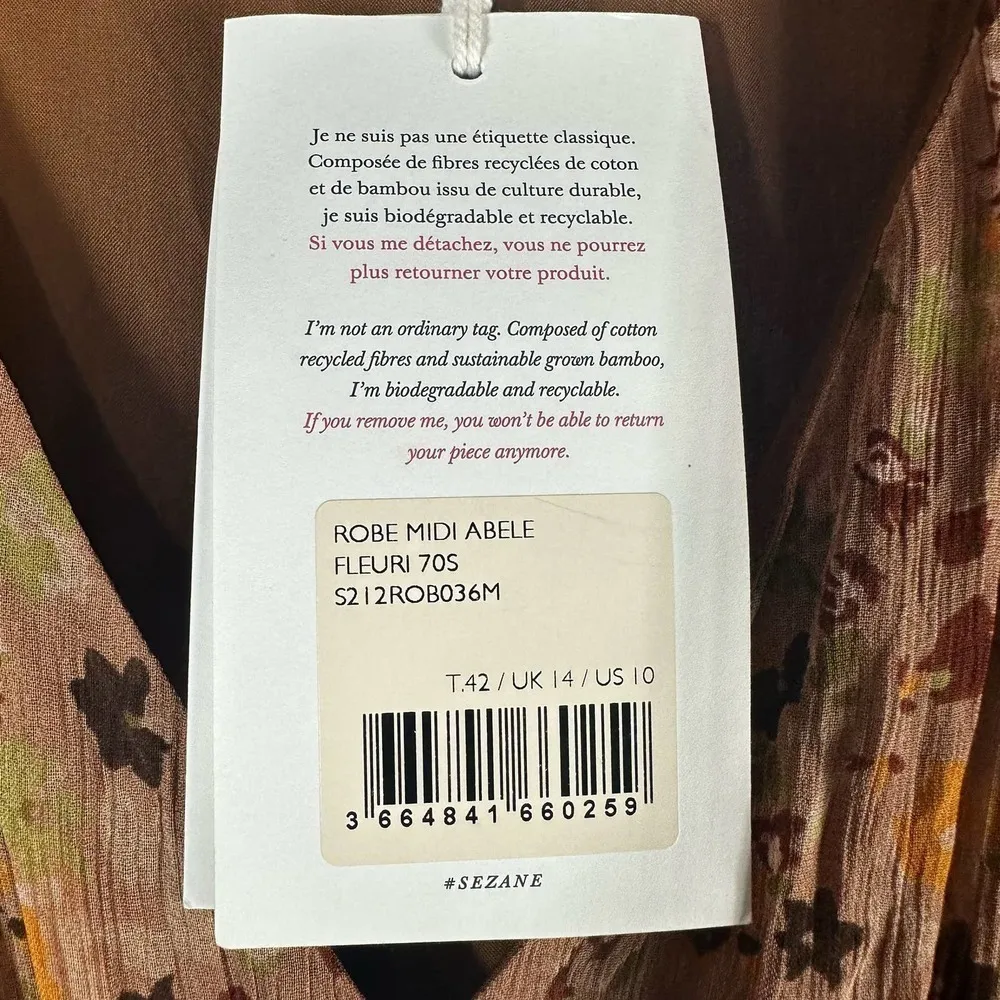 Je ne suis pas une étiquette classique.
Composée de fibres recyclées de coton
et de bambou issu de culture durable,
je suis biodégradable et recyclable.
Si vous me détachez, vous ne pourrez
plus retourner votre produit.
I'm not an ordinary tag. Composed of cotton
recycled fibres and sustainable grown bamboo,
I'm biodegradable and recyclable.
If you remove me, you won't be able to return
your piece anymore.
ROBE MIDI ABELE
FLEURI 70S
S212ROB036M
T.42 / UK 14 / US 10
3 664841 660259
#SEZANE